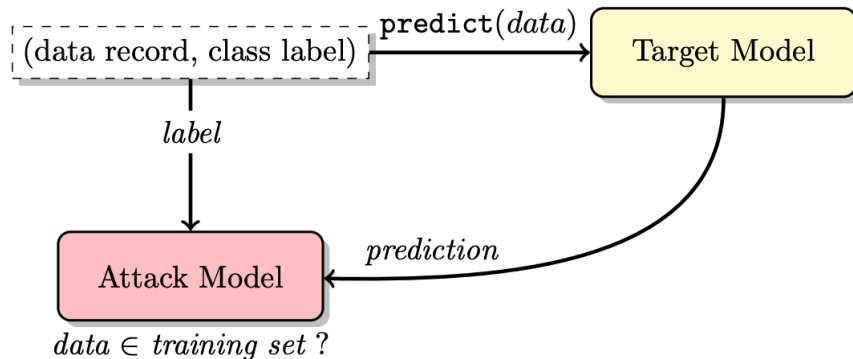 predict(data)
(data record, class label)
Target Model
label
prediction
Attack Model
data ∈ training set ?